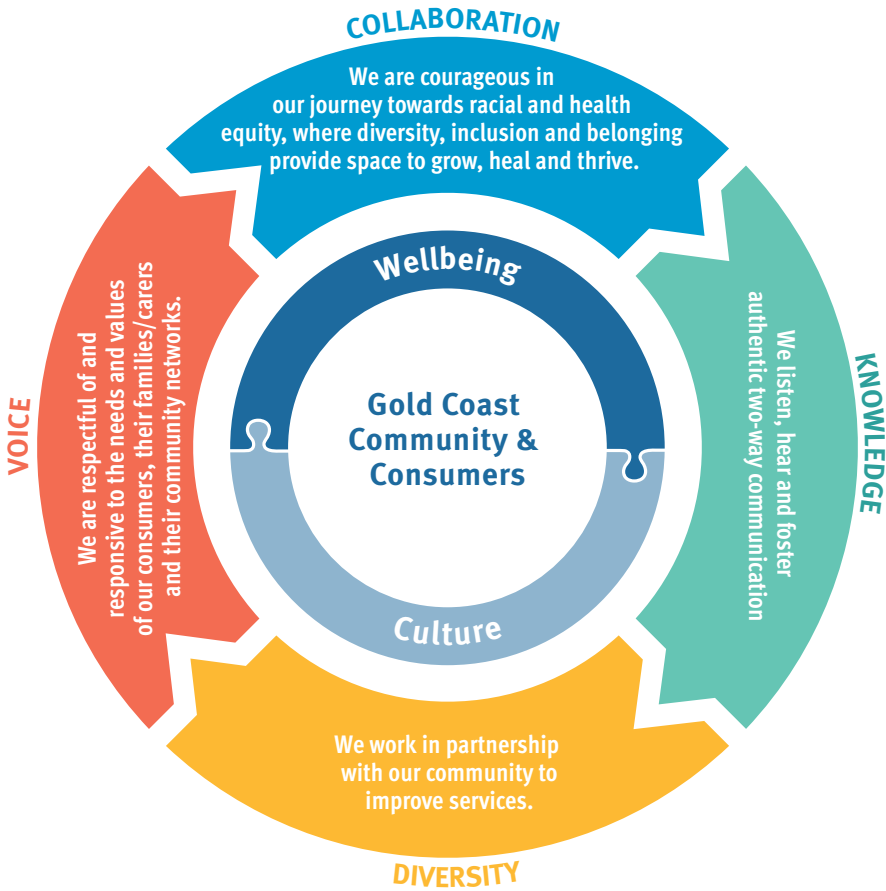 COLLABORATION
We are courageous in
our journey towards racial and health
equity, where diversity, inclusion and belonging
provide space to grow, heal and thrive.
KNOWLEDGE
We listen, hear and foster
authentic two-way communication
DIVERSITY
We work in partnership
with our community to
improve services.
VOICE
We are respectful of and
responsive to the needs and values
of our consumers, their families/carers
and their community networks.
Wellbeing
Gold Coast
Community &
Consumers
Culture